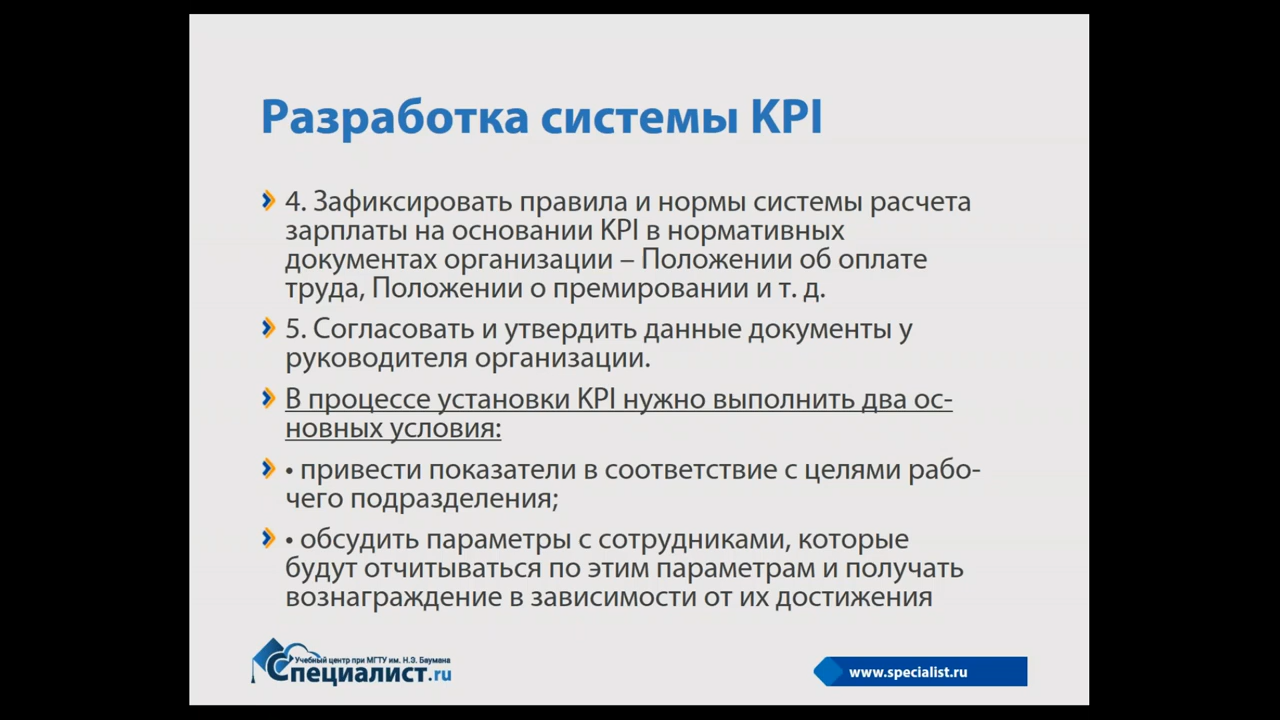 Разработка системы KPI
4. Зафиксировать правила и нормы системы расчета
зарплаты на основании KPI в нормативных
документах организации – Положении об оплате
труда, Положении о премировании и т. д.
5. Согласовать и утвердить данные документы у
руководителя организации.
В процессе установки KPI нужно выполнить два ос-
новных условия:
• привести показатели в соответствие с целями рабо-
чего подразделения;
• обсудить параметры с сотрудниками, которые
будут отчитываться по этим параметрам и получать
вознаграждение в зависимости от их достижения
Учебный центр при МГТУ им. Н.Э. Баумана
Специалист.ru
www.specialist.ru